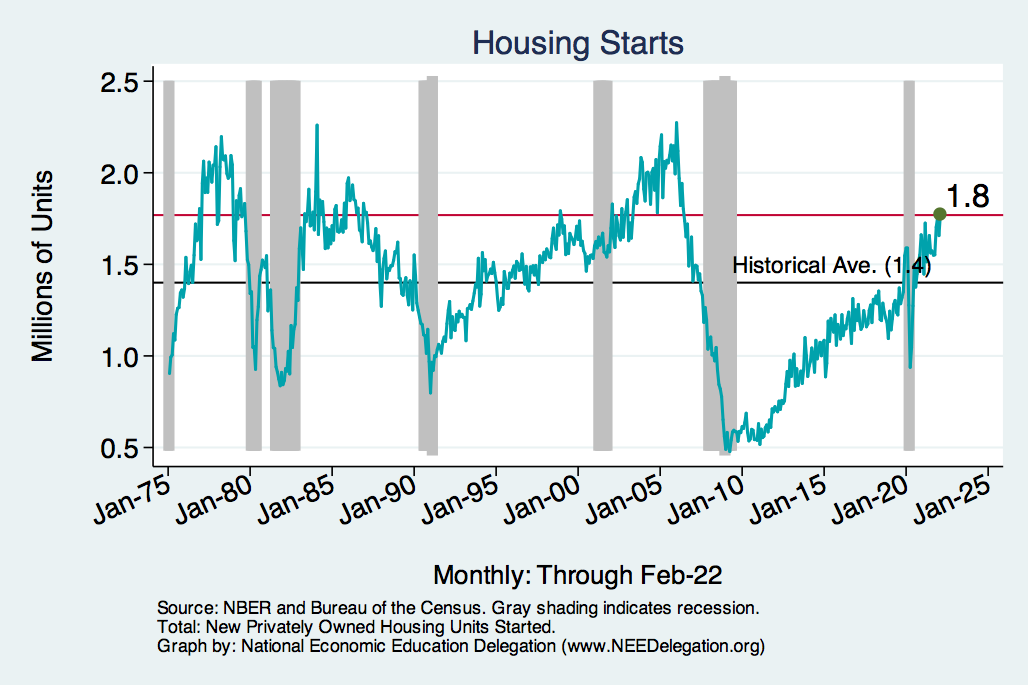 Housing Starts
Millions of Units
2.5
2.0
1.5
1.0
0.5
1.8
Historical Ave. (1.4)
Jan-75
Jan-80
Jan-85
Jan-90
Jan-95
Jan-00
Jan-05
Jan-10
Jan-15
Jan-20
Jan-25
Monthly: Through Feb-22
Source: NBER and Bureau of the Census. Gray shading indicates recession.
Total: New Privately Owned Housing Units Started.
Graph by: National Economic Education Delegation (www.NEEDelegation.org)